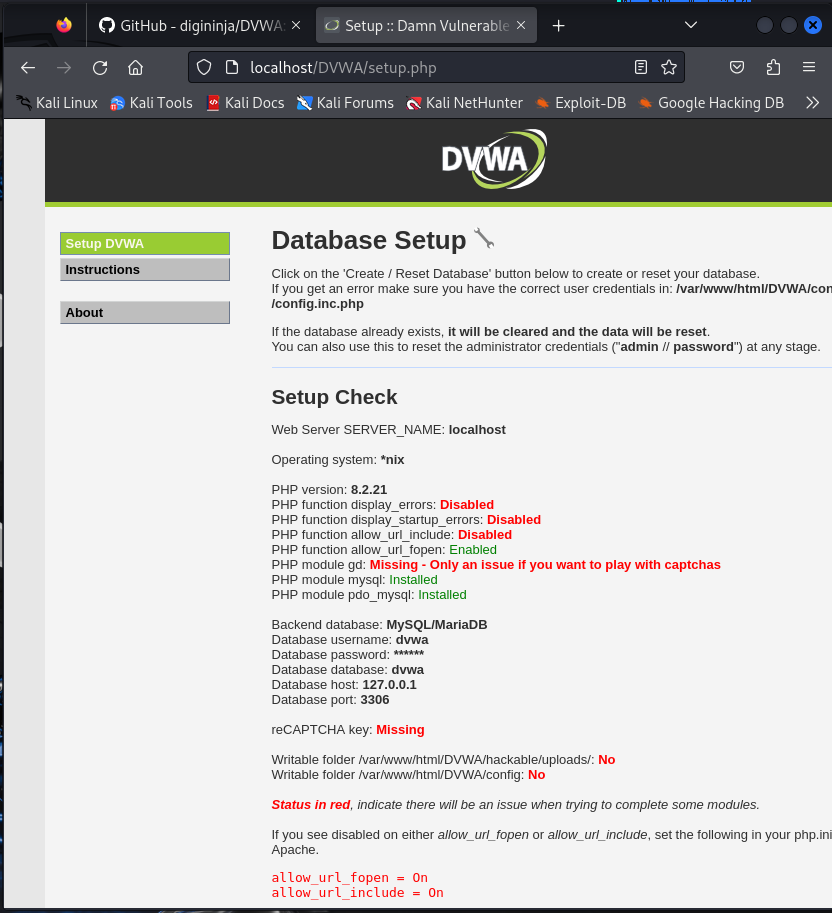 GitHub - digininja/DVWA:
Setup :: Damn Vulnerable
localhost/DVWA/setup.php
Kali Linux Kali Tools Kali Docs Kali Forums Kali NetHunter Exploit-DB Google Hacking DB
DVWA
Setup DVWA
Instructions
About
Database Setup
Click on the 'Create / Reset Database' button below to create or reset your database.
If you get an error make sure you have the correct user credentials in: /var/www/html/DVWA/con
/config.inc.php
If the database already exists, it will be cleared and the data will be reset.
You can also use this to reset the administrator credentials ("admin // password") at any stage.
Setup Check
Web Server SERVER_NAME: localhost
Operating system: *nix
PHP version: 8.2.21
PHP function display_errors: Disabled
PHP function display_startup_errors: Disabled
PHP function allow_url_include: Disabled
PHP function allow_url_fopen: Enabled
PHP module gd: Missing - Only an issue if you want to play with captchas
PHP module mysql: Installed
PHP module pdo_mysql: Installed
Backend database: MySQL/MariaDB
Database username: dvwa
Database password: ******
Database database: dvwa
Database host: 127.0.0.1
Database port: 3306
reCAPTCHA key: Missing
Writable folder /var/www/html/DVWA/hackable/uploads/: No
Writable folder /var/www/html/DVWA/config: No
Status in red, indicate there will be an issue when trying to complete some modules.
If you see disabled on either allow_url_fopen or allow_url_include, set the following in your php.ini
Apache.
allow_url_fopen = On
allow_url_include = On